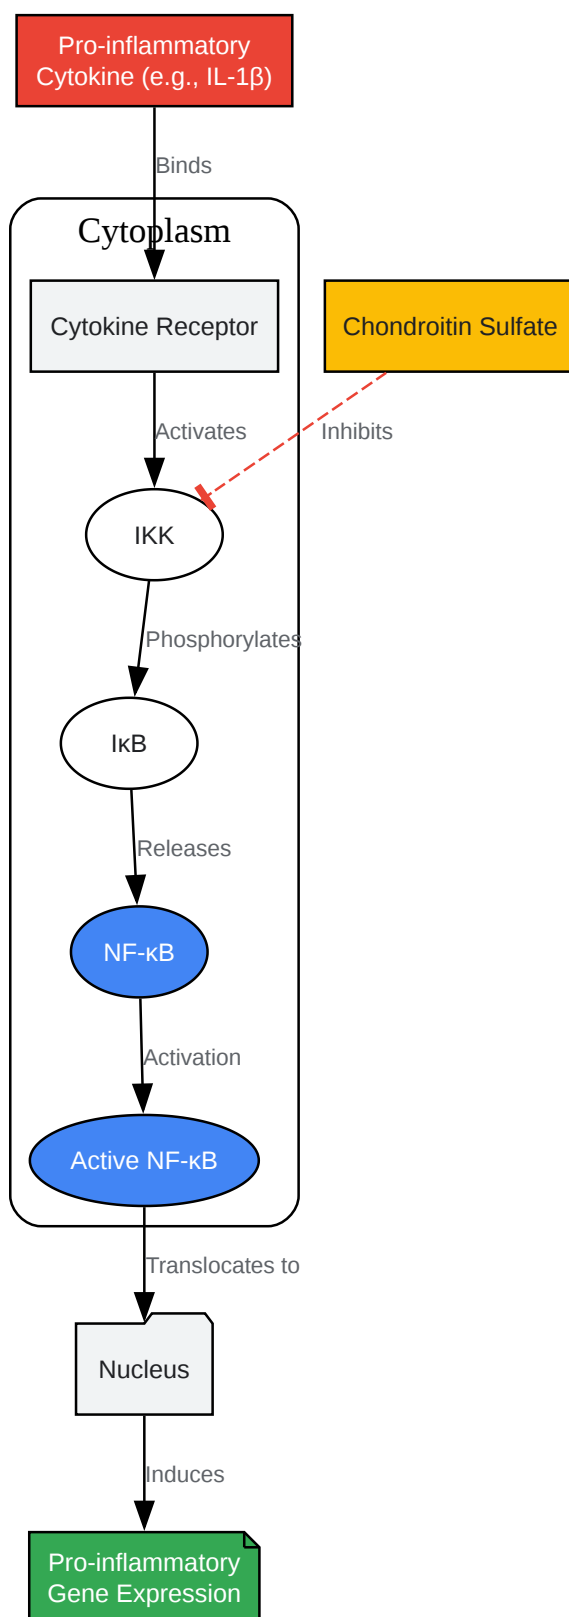 Pro-inflammatory
Cytokine (e.g., IL-1β)
Binds
Cytoplasm
Cytokine Receptor
Chondroitin Sulfate
Activates
Inhibits
IKK
Phosphorylates
IκB
Releases
NF-κB
Activation
Active NF-κB
Translocates to
Nucleus
Induces
Pro-inflammatory
Gene Expression